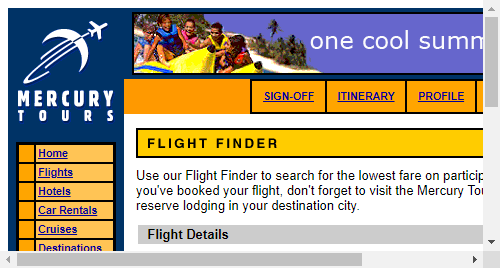 one cool summ
MERCURY
TOURS
SIGN-OFF
ITINERARY
PROFILE
FLIGHT FINDER
Home
Flights
Hotels
Car Rentals
Cruises
Destinations
Use our Flight Finder to search for the lowest fare on particip
you've booked your flight, don't forget to visit the Mercury Tou
reserve lodging in your destination city.
Flight Details